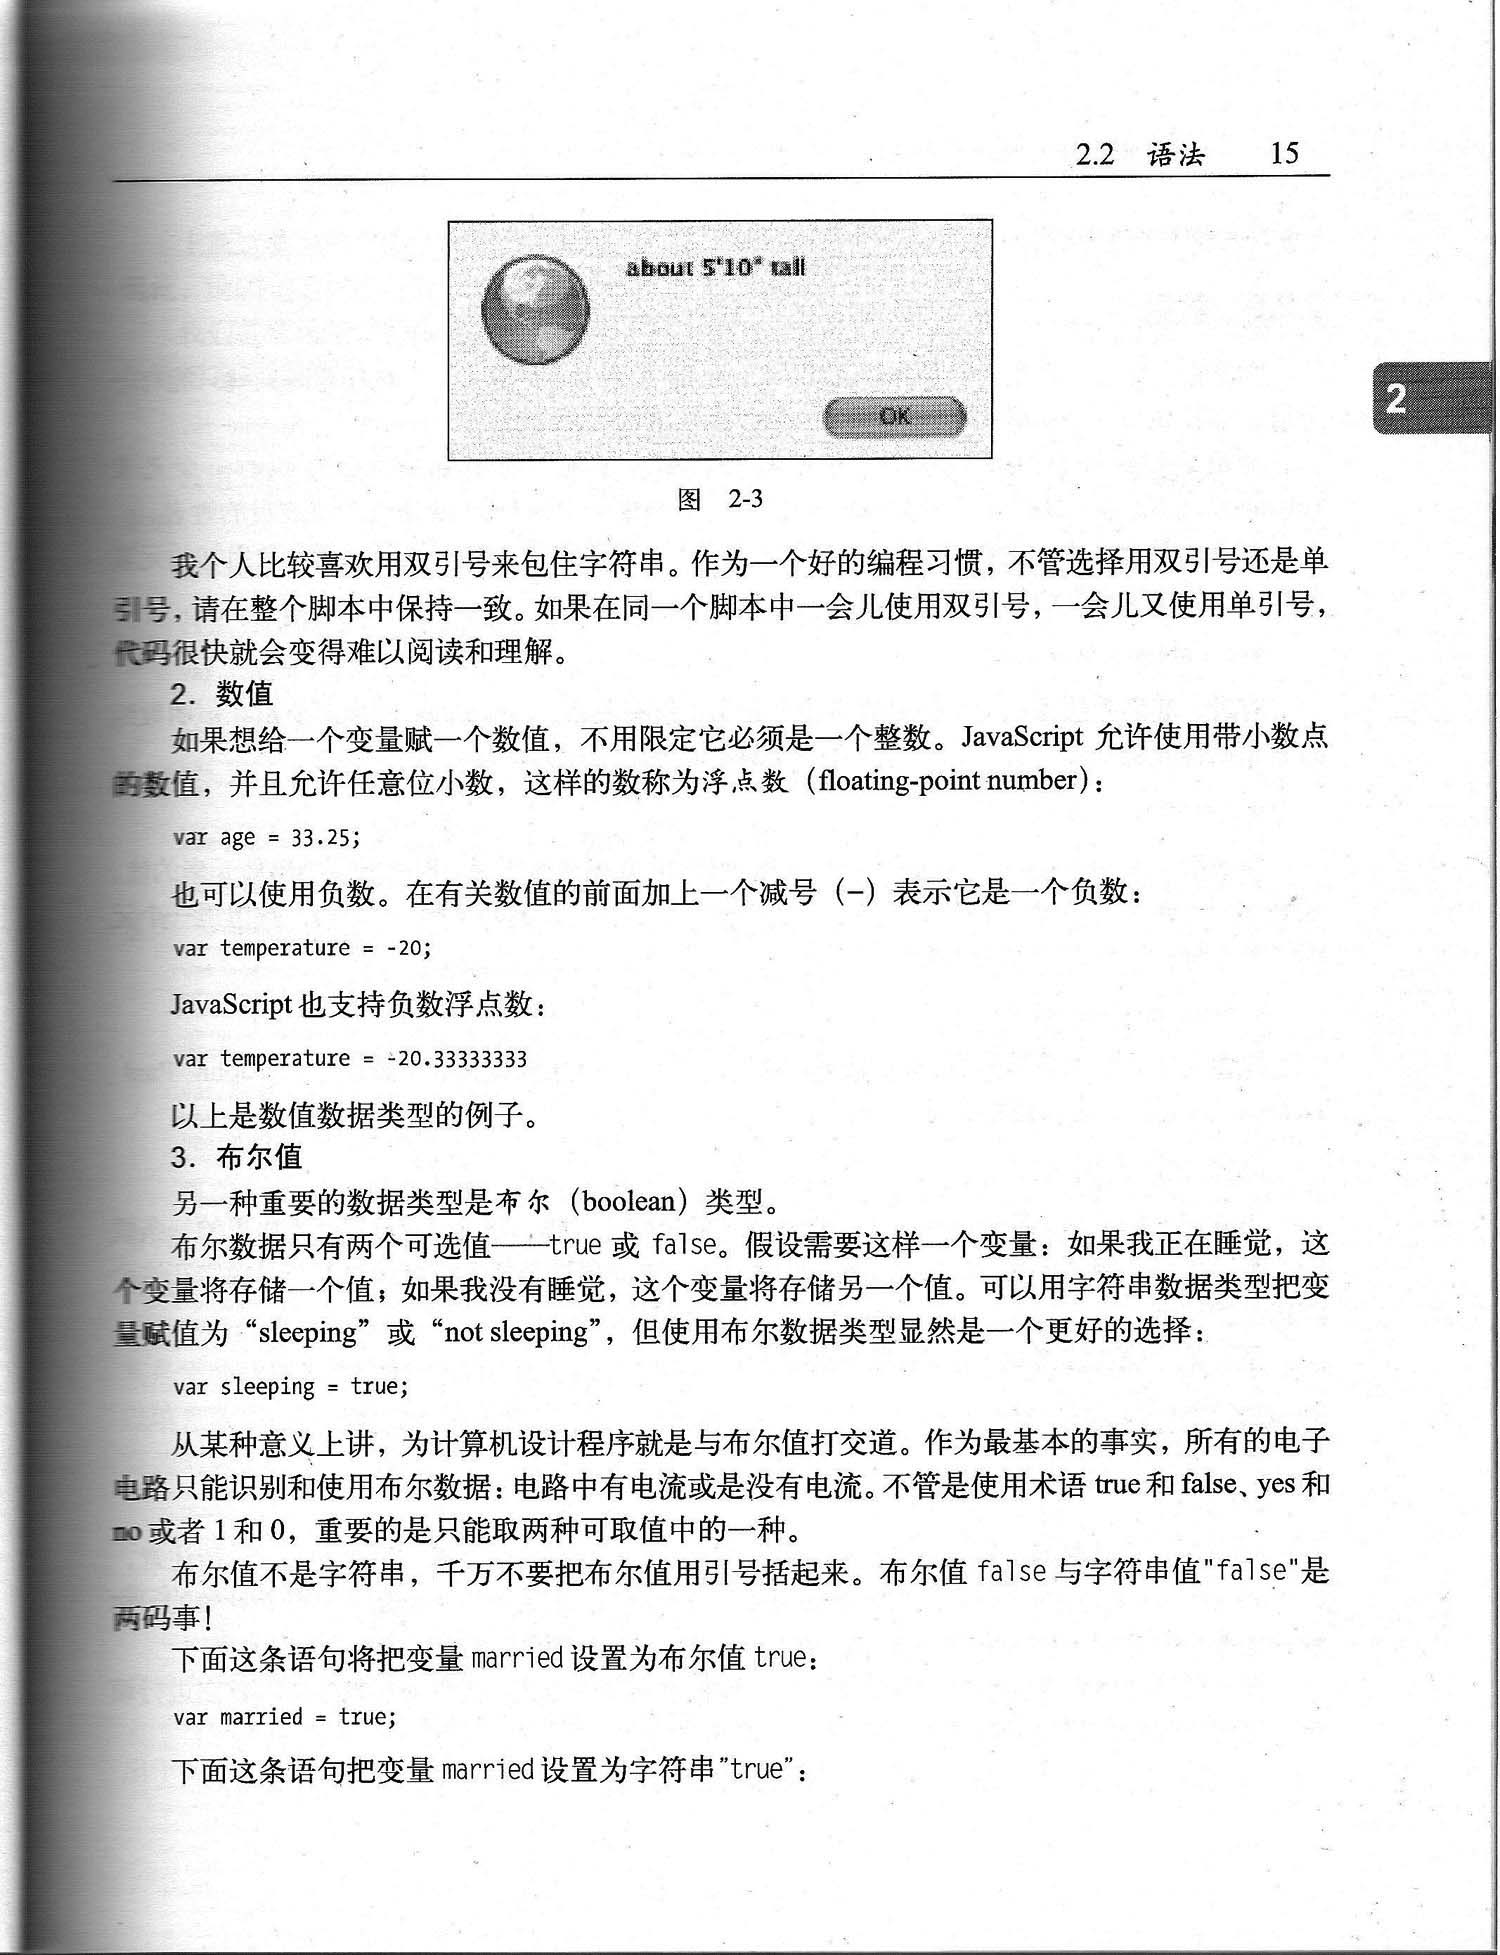 2.2 语法 15
about 5'10" tall
OK
2
图 2-3
我个人比较喜欢用双引号来包住字符串。作为一个好的编程习惯，不管选择用双引号还是单
引号，请在整个脚本中保持一致。如果在同一个脚本中一会儿使用双引号，一会儿又使用单引号，
代码很快就会变得难以阅读和理解。
2. 数值
如果想给一个变量赋一个数值，不用限定它必须是一个整数。JavaScript 允许使用带小数点
的数值，并且允许任意位小数，这样的数称为浮点数（floating-point number）：
var age = 33.25;
也可以使用负数。在有关数值的前面加上一个减号（-）表示它是一个负数：
var temperature = -20;
JavaScript也支持负数浮点数：
var temperature = -20.33333333
以上是数值数据类型的例子。
3. 布尔值
另一种重要的数据类型是布尔（boolean）类型。
布尔数据只有两个可选值——true 或 false。假设需要这样一个变量：如果我正在睡觉，这
个变量将存储一个值；如果我没有睡觉，这个变量将存储另一个值。可以用字符串数据类型把变
量赋值为“sleeping”或“not sleeping”，但使用布尔数据类型显然是一个更好的选择：
var sleeping = true;
从某种意义上讲，为计算机设计程序就是与布尔值打交道。作为最基本的事实，所有的电子
电路只能识别和使用布尔数据：电路中有电流或是没有电流。不管是使用术语 true 和 false、yes 和
no 或者 1 和 0，重要的是只能取两种可取值中的一种。
布尔值不是字符串，千万不要把布尔值用引号括起来。布尔值 false 与字符串值"false"是
两码事！
下面这条语句将把变量 married 设置为布尔值 true：
var married = true;
下面这条语句把变量 married 设置为字符串"true"：